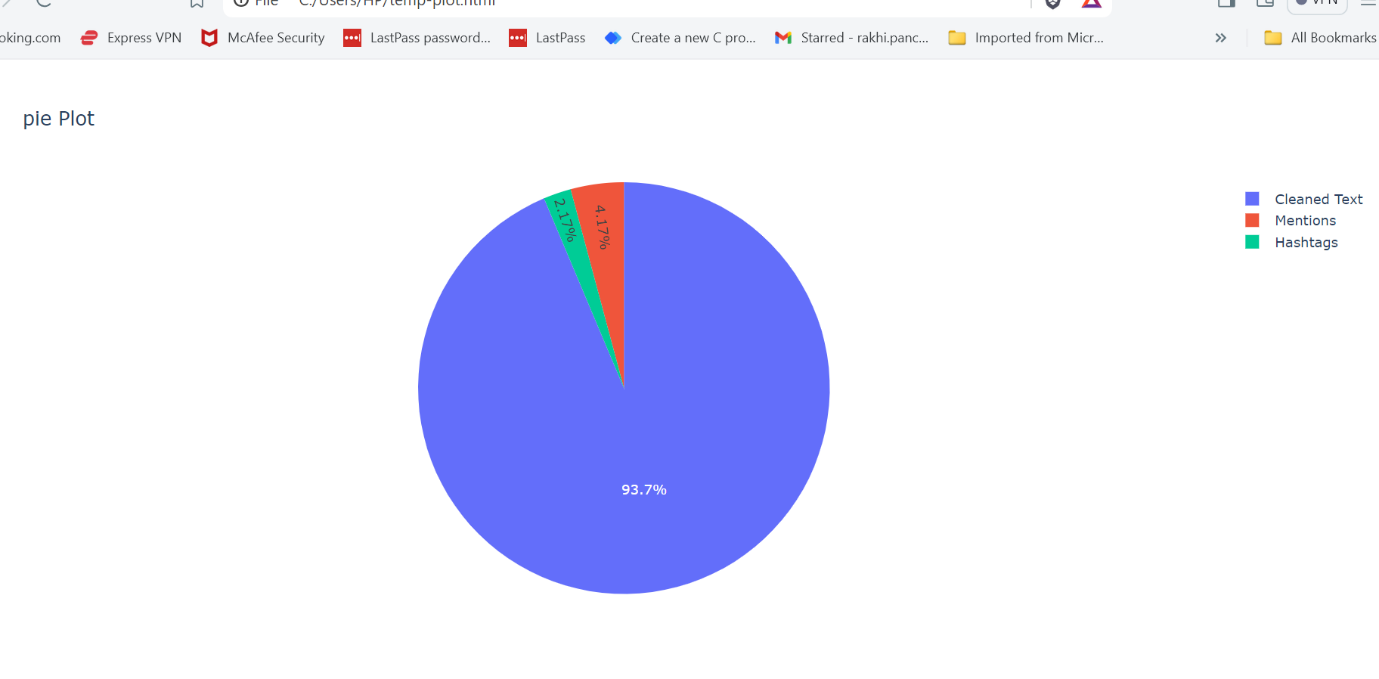 File C:/Users/HP/temp-plot.html VPN
oking.com Express VPN McAfee Security LastPass password... LastPass Create a new C pro... Starred - rakhi.panc... Imported from Micr... » All Bookmarks
pie Plot
Cleaned Text
Mentions
Hashtags
2.17%
4.17%
93.7%